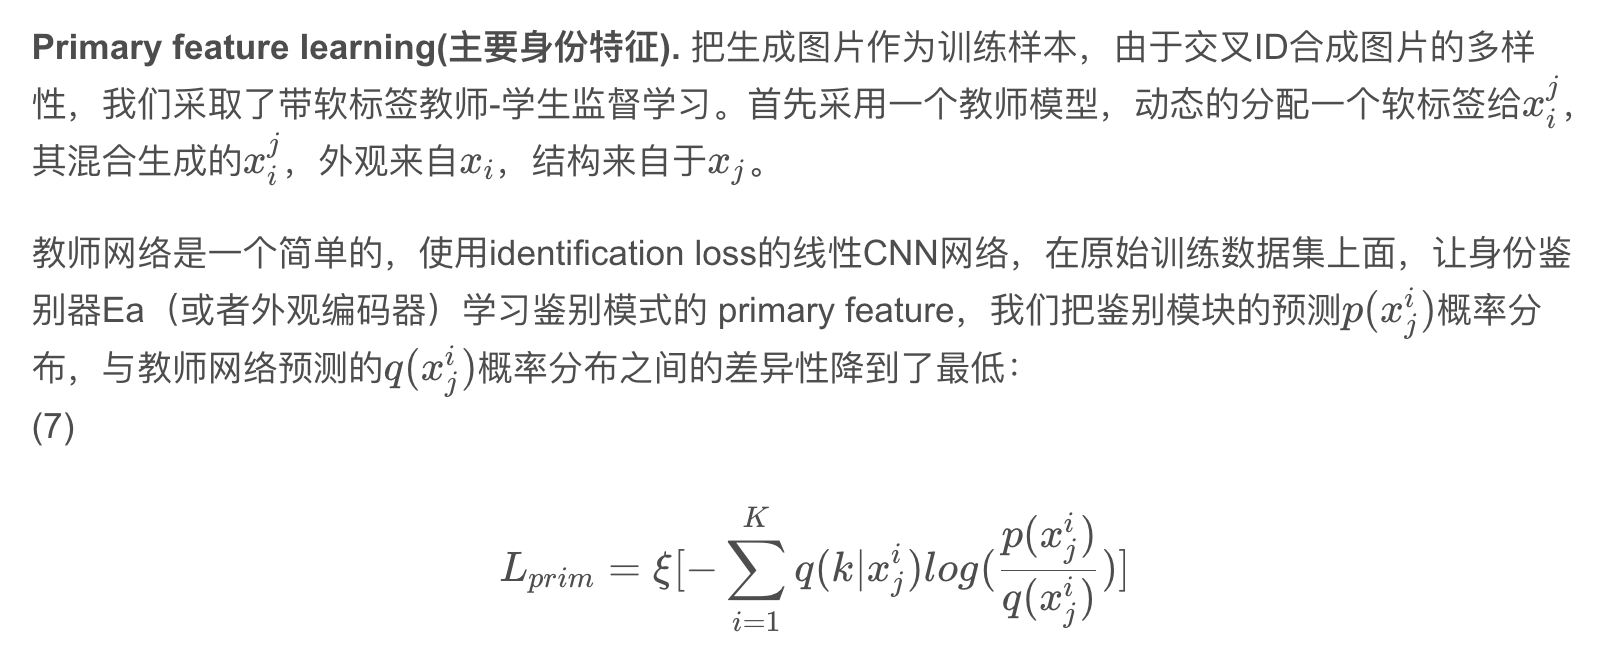 Primary feature learning(主要身份特征). 把生成图片作为训练样本，由于交叉ID合成图片的多样
性，我们采取了带软标签教师-学生监督学习。首先采用一个教师模型，动态的分配一个软标签给$x_i^j$，
其混合生成的$x_i^j$，外观来自$x_i$，结构来自于$x_j$。
教师网络是一个简单的，使用identification loss的线性CNN网络，在原始训练数据集上面，让身份鉴
别器Ea（或者外观编码器）学习鉴别模式的 primary feature，我们把鉴别模块的预测$p(x_j^i)$概率分
布，与教师网络预测的$q(x_j^i)$概率分布之间的差异性降到了最低：
(7)
$L_{prim} = \xi[-\sum_{i=1}^{K} q(k|x_j^i)log(\frac{p(x_j^i)}{q(x_j^i)})]$